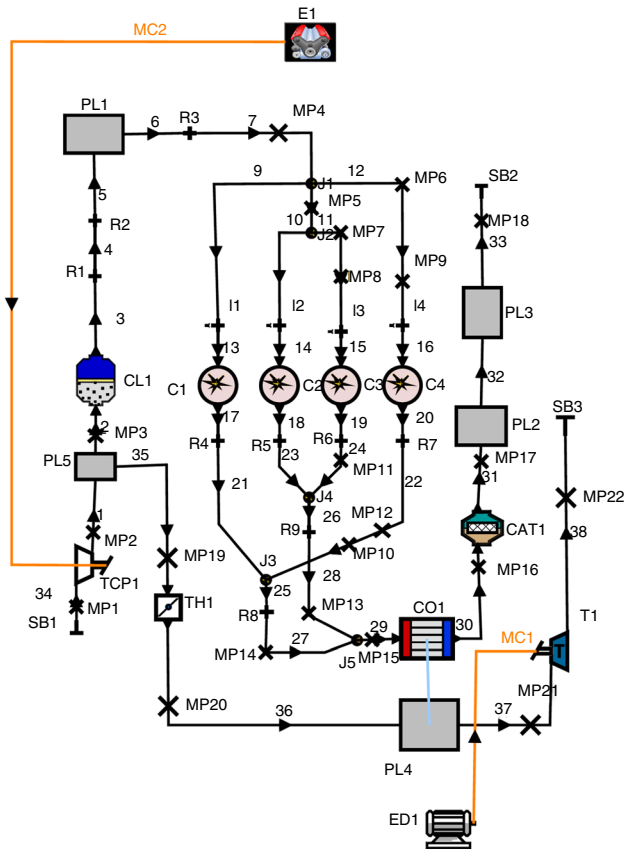 E1
MC2
PL1
6
R3
7
MP4
9
12
J1
MP6
SB2
5
MP5
10
11
J2
MP7
MP18
R2
4
33
R1
MP8
MP9
3
I1
I2
I3
I4
PL3
13
14
15
16
32
CL1
C1
C2
C3
C4
17
18
19
20
PL2
SB3
2
MP3
R4
R5
R6
R7
PL5
35
23
24
MP11
MP17
21
22
31
1
J4
MP12
MP22
MP2
26
R9
CAT1
38
MP19
MP10
J3
TCP1
28
MP16
34
MP1
TH1
25
SB1
R8
MP13
CO1
T1
29
30
MC1
MP14
27
J5
MP15
MP20
MP21
36
37
PL4
ED1
T